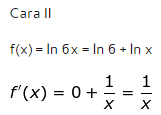 Cara II
f(x) = ln 6x = ln 6 + ln x
f'(x) = 0 + 1/x = 1/x